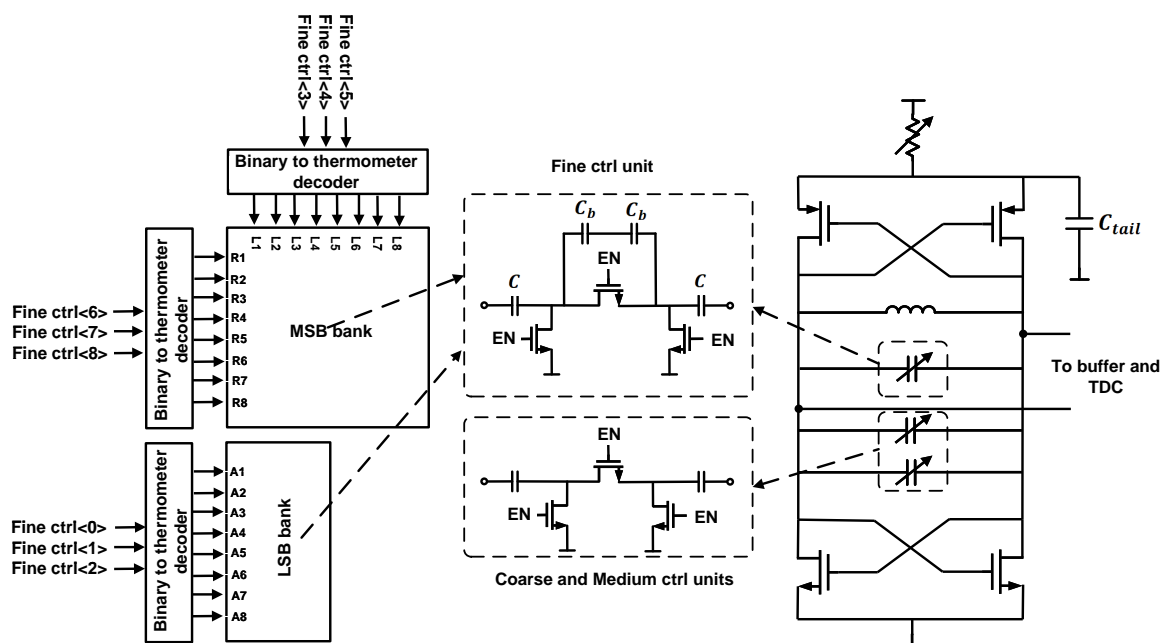 Fine ctrl<3>
Fine ctrl<4>
Fine ctrl<5>
Binary to thermometer
decoder
L1
L2
L3
L4
L5
L6
L7
L8
Binary to thermometer
decoder
R1
R2
R3
R4
R5
R6
R7
R8
MSB bank
Fine ctrl<6>
Fine ctrl<7>
Fine ctrl<8>
Binary to thermometer
decoder
A1
A2
A3
A4
A5
A6
A7
A8
LSB bank
Fine ctrl<0>
Fine ctrl<1>
Fine ctrl<2>
Fine ctrl unit
C_b
C_b
EN
C
C
EN
EN
EN
EN
EN
Coarse and Medium ctrl units
C_tail
To buffer and
TDC